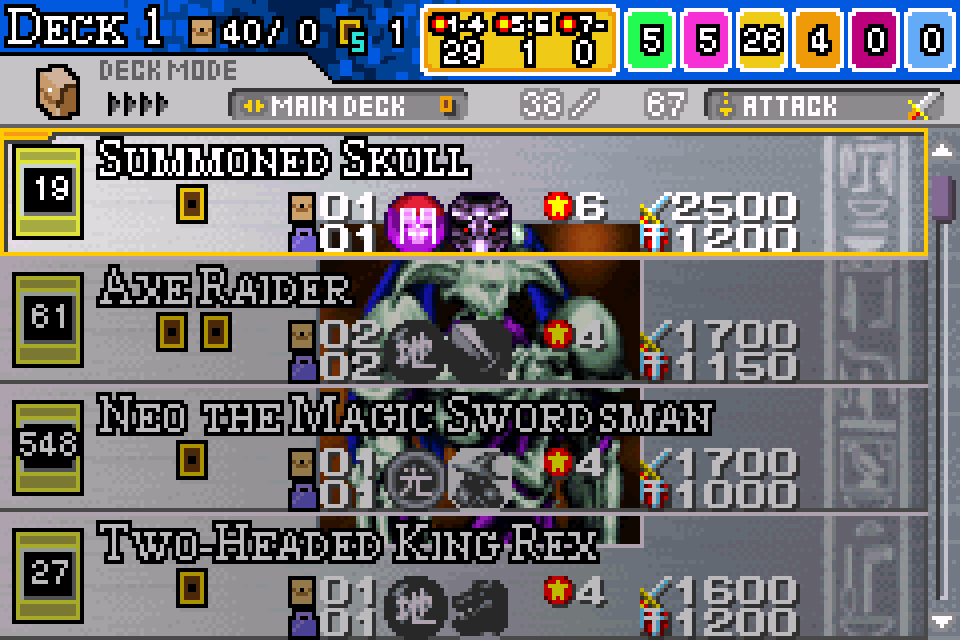 DECK 1 40/ 0 S 1 1-4 5-6 7- 5 5 26 4 0 0
29 1 0
DECK MODE
MAIN DECK 0 38/ 67 ATTACK
SUMMONED SKULL
19 01 6 2500
01 1200
AXE RAIDER
61 02 地 4 1700
02 1150
NEO THE MAGIC SWORDSMAN
548 01 光 4 1700
01 1000
TWO-HEADED KING REX
27 01 地 4 1600
01 1200